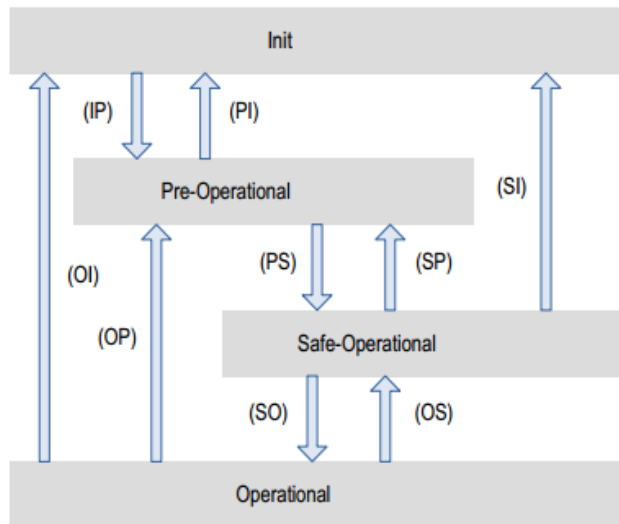 Init
(IP)
(PI)
Pre-Operational
(SI)
(OI)
(PS)
(SP)
(OP)
Safe-Operational
(SO)
(OS)
Operational